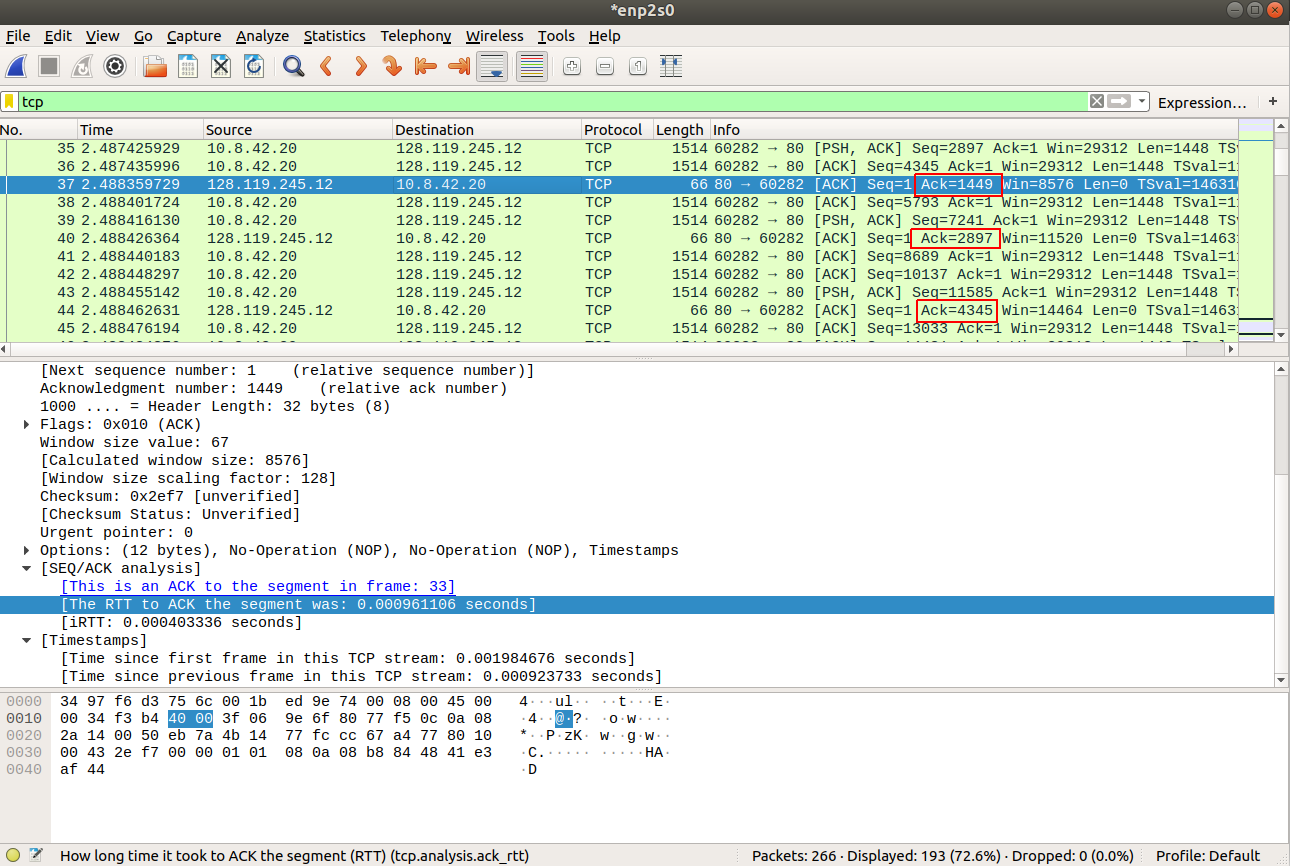 *enp2s0
File Edit View Go Capture Analyze Statistics Telephony Wireless Tools Help
tcp Expression… +
No. Time Source Destination Protocol Length Info
35 2.487425929 10.8.42.20 128.119.245.12 TCP 1514 60282 → 80 [PSH, ACK] Seq=2897 Ack=1 Win=29312 Len=1448 TSv
36 2.487435996 10.8.42.20 128.119.245.12 TCP 1514 60282 → 80 [ACK] Seq=4345 Ack=1 Win=29312 Len=1448 TSval=11
37 2.488359729 128.119.245.12 10.8.42.20 TCP 66 80 → 60282 [ACK] Seq=1 Ack=1449 Win=8576 Len=0 TSval=146310
38 2.488401724 10.8.42.20 128.119.245.12 TCP 1514 60282 → 80 [ACK] Seq=5793 Ack=1 Win=29312 Len=1448 TSval=11
39 2.488416130 10.8.42.20 128.119.245.12 TCP 1514 60282 → 80 [PSH, ACK] Seq=7241 Ack=1 Win=29312 Len=1448 TSv
40 2.488426364 128.119.245.12 10.8.42.20 TCP 66 80 → 60282 [ACK] Seq=1 Ack=2897 Win=11520 Len=0 TSval=14631
41 2.488440183 10.8.42.20 128.119.245.12 TCP 1514 60282 → 80 [ACK] Seq=8689 Ack=1 Win=29312 Len=1448 TSval=11
42 2.488448297 10.8.42.20 128.119.245.12 TCP 1514 60282 → 80 [ACK] Seq=10137 Ack=1 Win=29312 Len=1448 TSval=1
43 2.488455142 10.8.42.20 128.119.245.12 TCP 1514 60282 → 80 [PSH, ACK] Seq=11585 Ack=1 Win=29312 Len=1448 TS
44 2.488462631 128.119.245.12 10.8.42.20 TCP 66 80 → 60282 [ACK] Seq=1 Ack=4345 Win=14464 Len=0 TSval=14631
45 2.488476194 10.8.42.20 128.119.245.12 TCP 1514 60282 → 80 [ACK] Seq=13033 Ack=1 Win=29312 Len=1448 TSval=1
[Next sequence number: 1 (relative sequence number)]
Acknowledgment number: 1449 (relative ack number)
1000 .... = Header Length: 32 bytes (8)
Flags: 0x010 (ACK)
Window size value: 67
[Calculated window size: 8576]
[Window size scaling factor: 128]
Checksum: 0x2ef7 [unverified]
[Checksum Status: Unverified]
Urgent pointer: 0
Options: (12 bytes), No-Operation (NOP), No-Operation (NOP), Timestamps
[SEQ/ACK analysis]
[This is an ACK to the segment in frame: 33]
[The RTT to ACK the segment was: 0.000961106 seconds]
[iRTT: 0.000403336 seconds]
[Timestamps]
[Time since first frame in this TCP stream: 0.001984676 seconds]
[Time since previous frame in this TCP stream: 0.000923733 seconds]
0000 34 97 f6 d3 75 6c 00 1b ed 9e 74 00 08 00 45 00 4···ul·· ··t···E·
0010 00 34 f3 b4 40 00 3f 06 9e 6f 80 77 f5 0c 0a 08 ·4··@·?· ·o·w····
0020 2a 14 00 50 eb 7a 4b 14 77 fc cc 67 a4 77 80 10 *··P·zK· w··g·w··
0030 00 43 2e f7 00 00 01 01 08 0a 08 b8 84 48 41 e3 ·C.····· ·····HA·
0040 af 44 ·D
How long time it took to ACK the segment (RTT) (tcp.analysis.ack_rtt) Packets: 266 · Displayed: 193 (72.6%) · Dropped: 0 (0.0%) Profile: Default